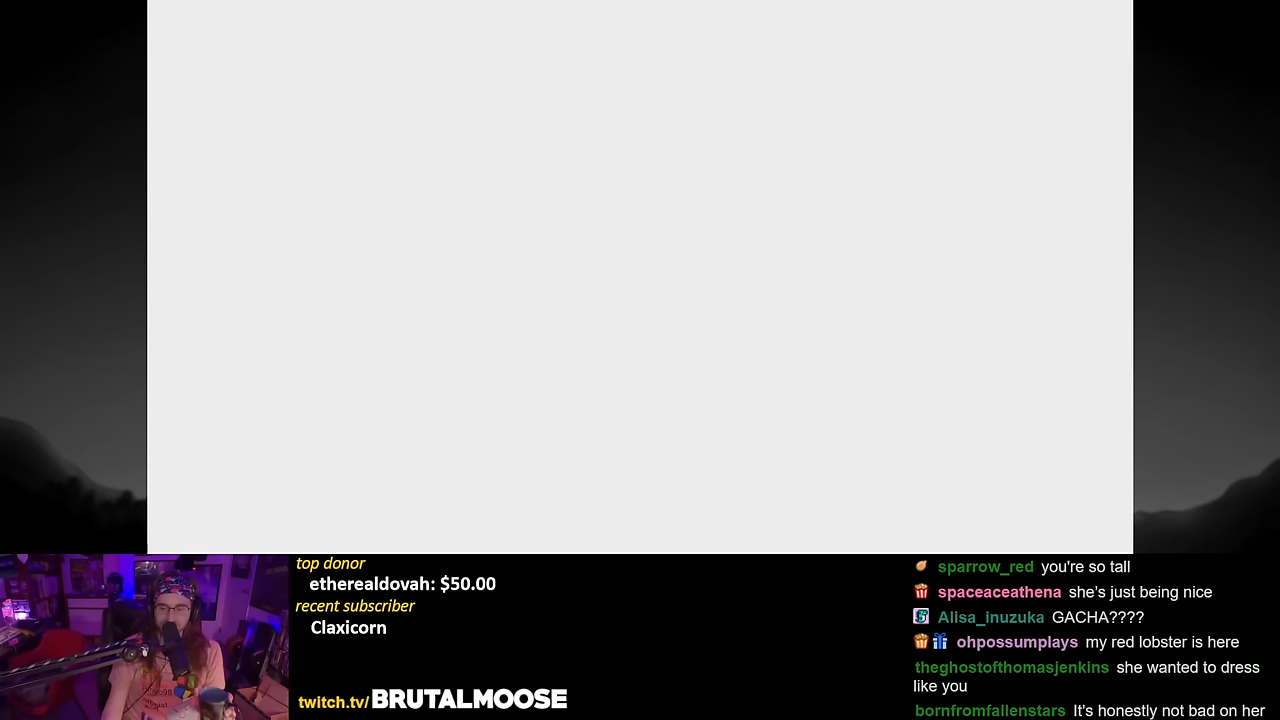 top donor
etherealdovah: $50.00
recent subscriber
Claxicorn
twitch.tv/BRUTALMOOSE
sparrow_red you're so tall
spaceaceathena she's just being nice
Alisa_inuzuka GACHA????
ohpossumplays my red lobster is here
theghostofthomasjenkins she wanted to dress
like you
bornfromfallenstars It's honestly not bad on her